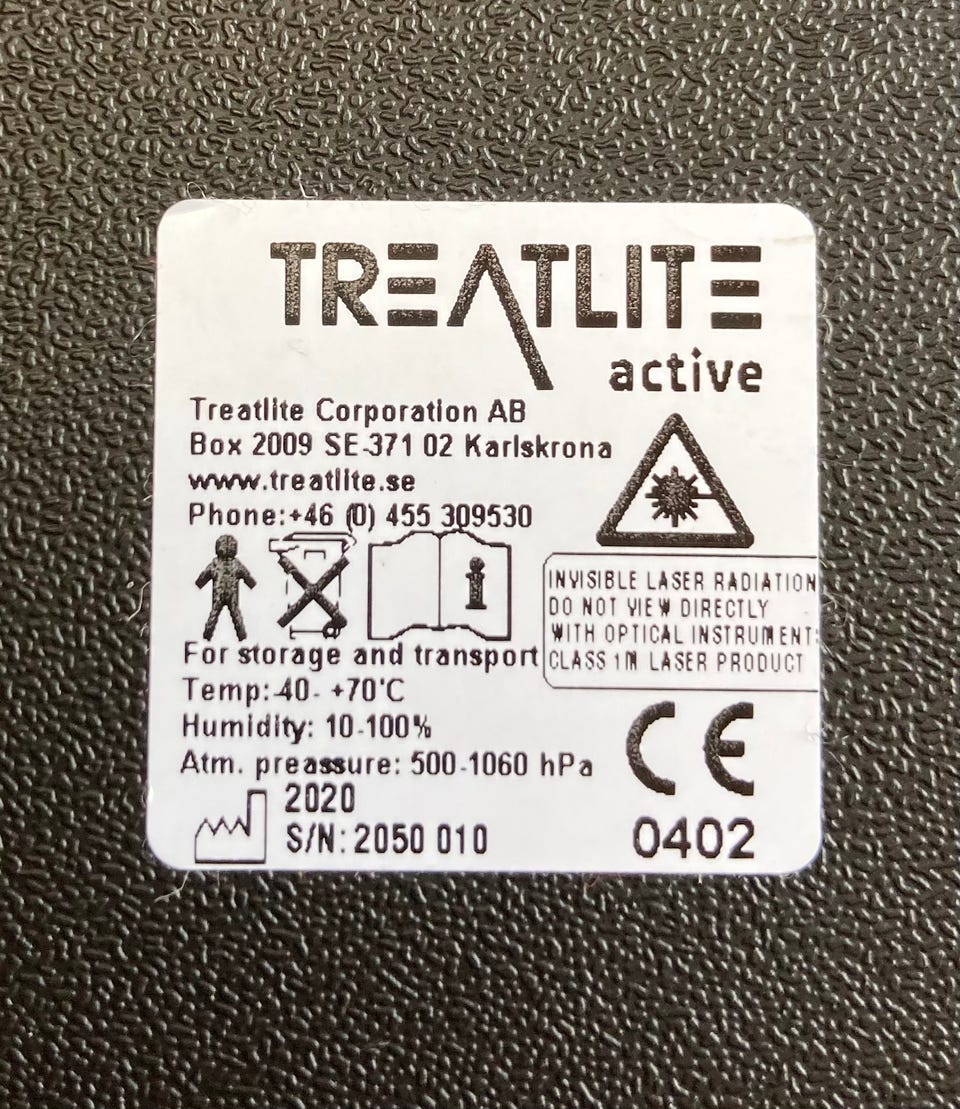 TREATLITE
active
Treatlite Corporation AB
Box 2009 SE-371 02 Karlskrona
www.treatlite.se
Phone:+46 (0) 455 309530
INVISIBLE LASER RADIATION
DO NOT VIEW DIRECTLY
WITH OPTICAL INSTRUMENT
CLASS 1M LASER PRODUCT
For storage and transport
Temp:-40- +70°C
Humidity: 10-100%
Atm. preassure: 500-1060 hPa
CE
0402
2020
S/N: 2050 010